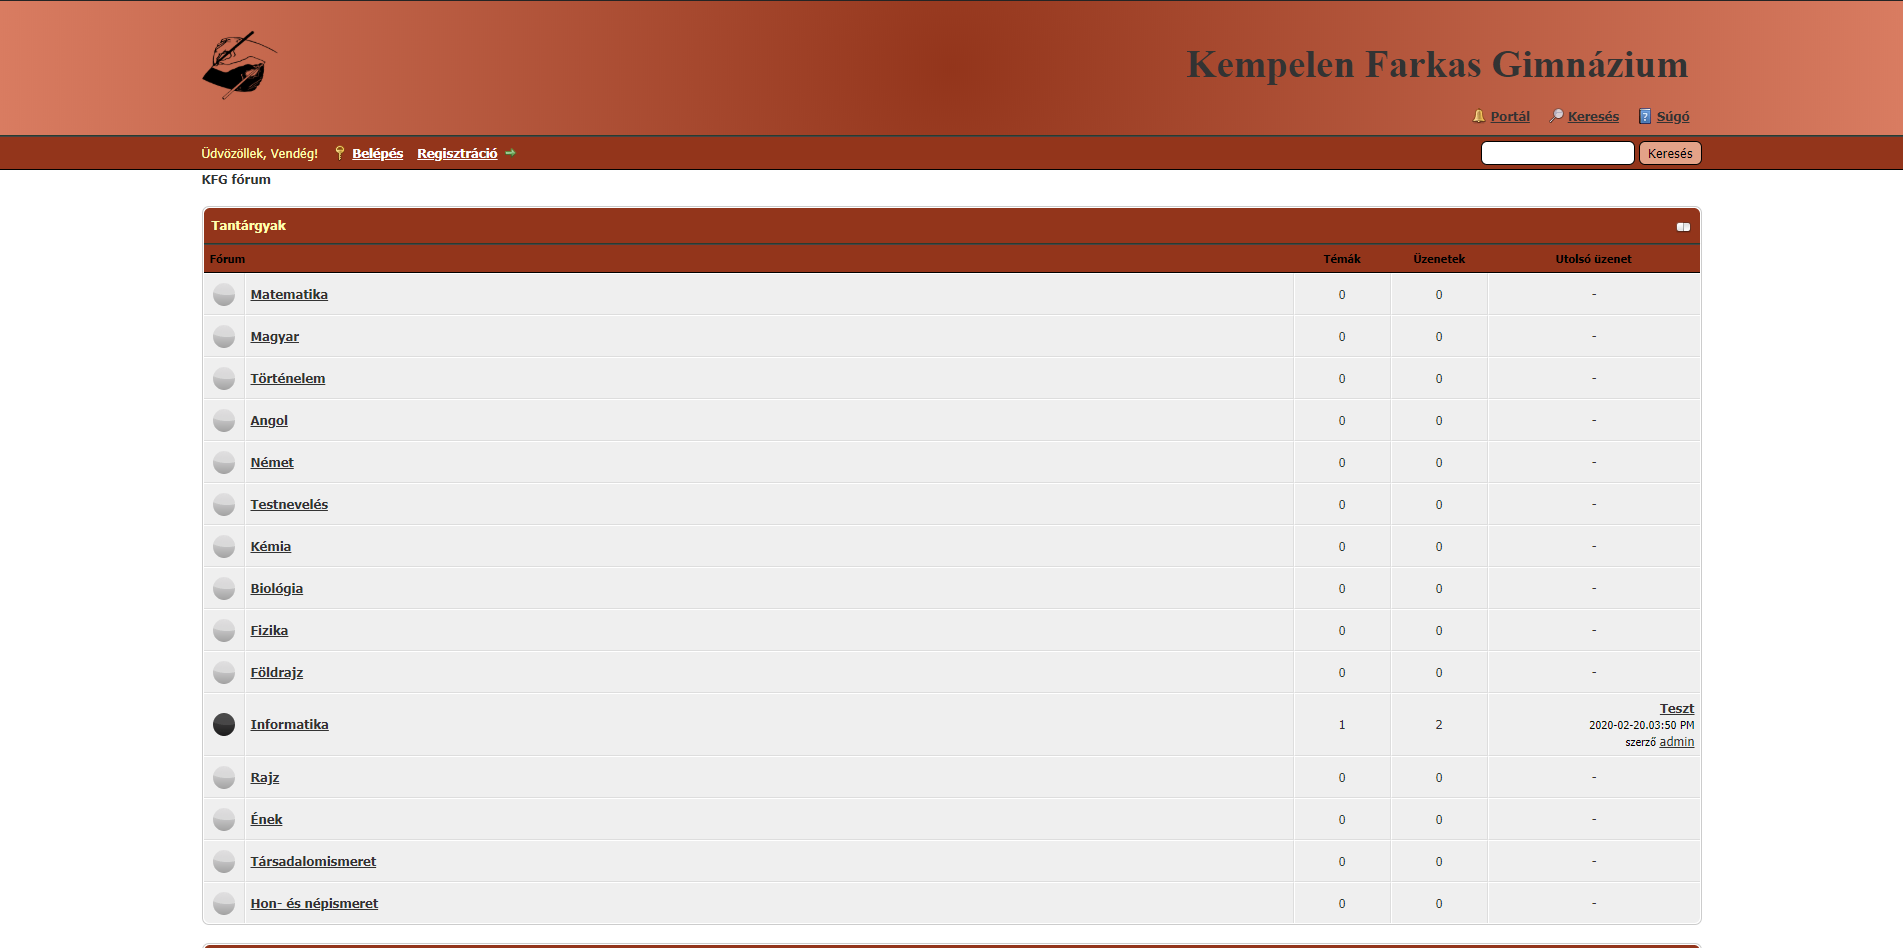 Kempelen Farkas Gimnázium
Portál Keresés Súgó
Üdvözöllek, Vendég! Belépés Regisztráció Keresés
KFG fórum
Tantárgyak
Fórum Témák Üzenetek Utolsó üzenet
Matematika 0 0 -
Magyar 0 0 -
Történelem 0 0 -
Angol 0 0 -
Német 0 0 -
Testnevelés 0 0 -
Kémia 0 0 -
Biológia 0 0 -
Fizika 0 0 -
Földrajz 0 0 -
Informatika 1 2 Teszt
2020-02-20.03:50 PM
szerző admin
Rajz 0 0 -
Ének 0 0 -
Társadalomismeret 0 0 -
Hon- és népismeret 0 0 -